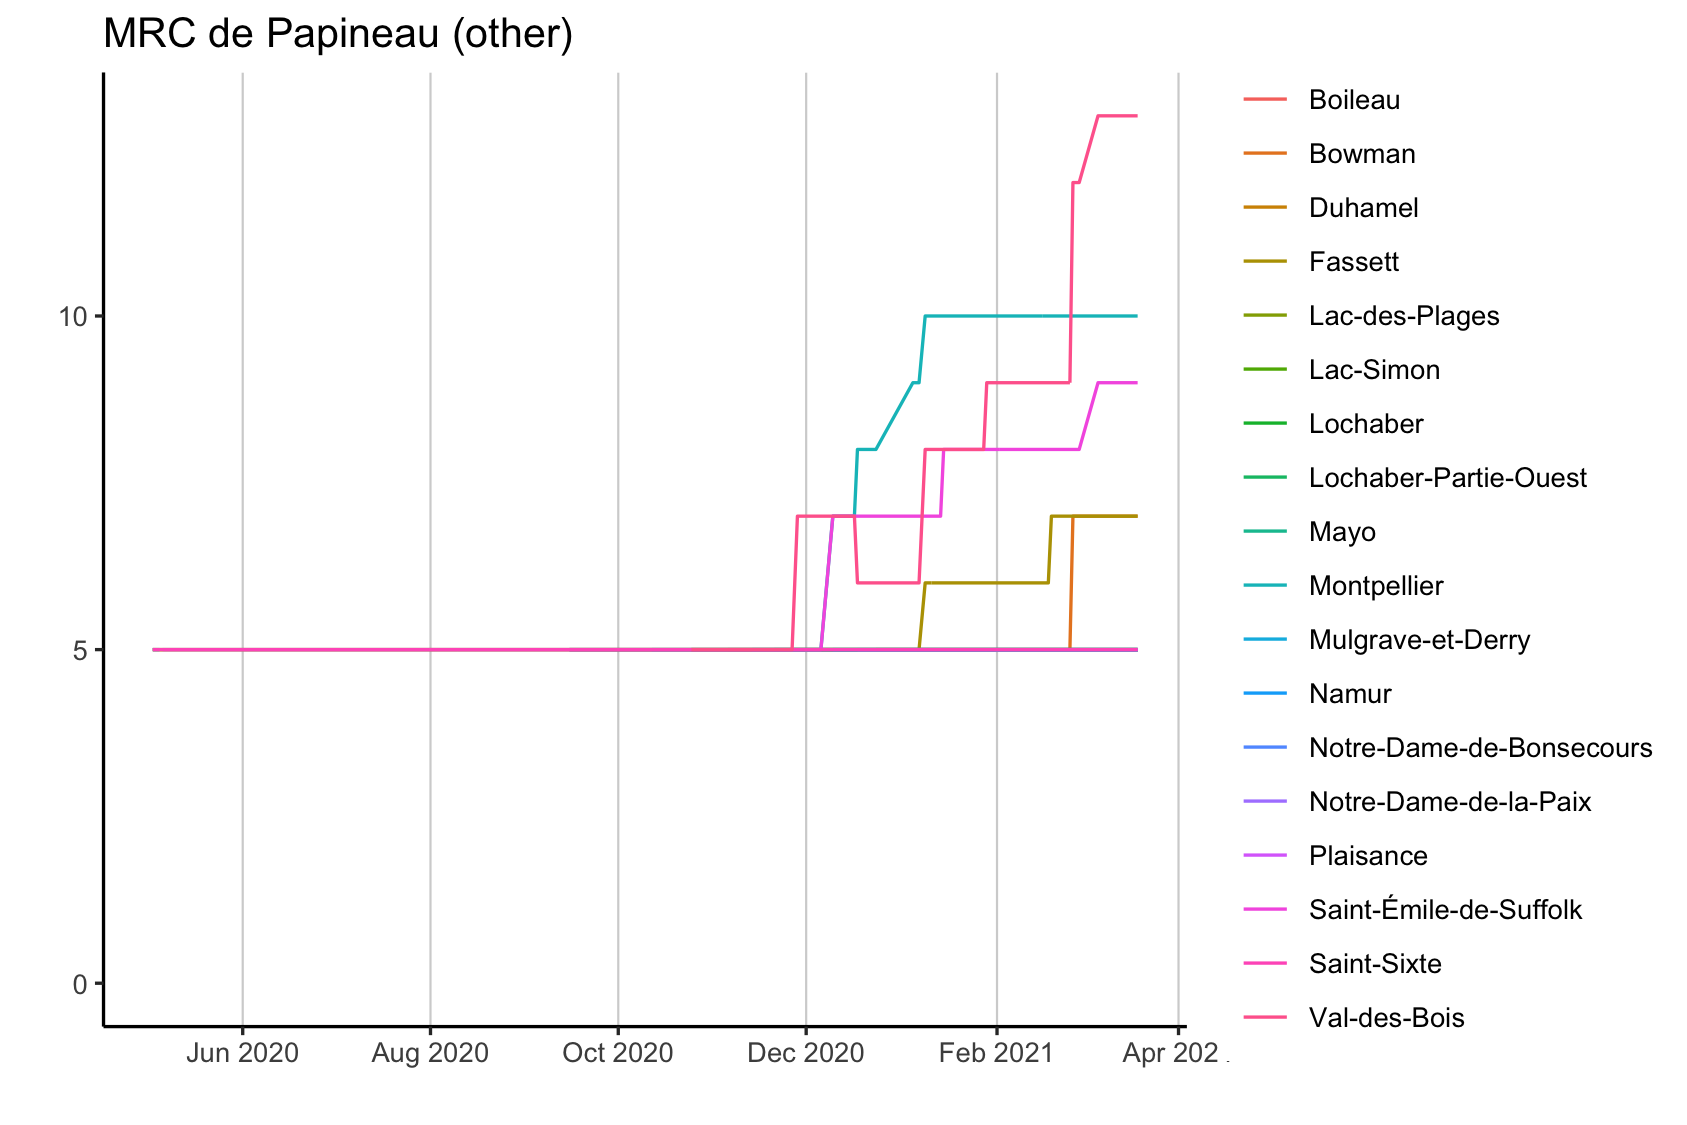 MRC de Papineau (other)
10
5
0
Jun 2020
Aug 2020
Oct 2020
Dec 2020
Feb 2021
Apr 202
Boileau
Bowman
Duhamel
Fassett
Lac-des-Plages
Lac-Simon
Lochaber
Lochaber-Partie-Ouest
Mayo
Montpellier
Mulgrave-et-Derry
Namur
Notre-Dame-de-Bonsecours
Notre-Dame-de-la-Paix
Plaisance
Saint-Émile-de-Suffolk
Saint-Sixte
Val-des-Bois